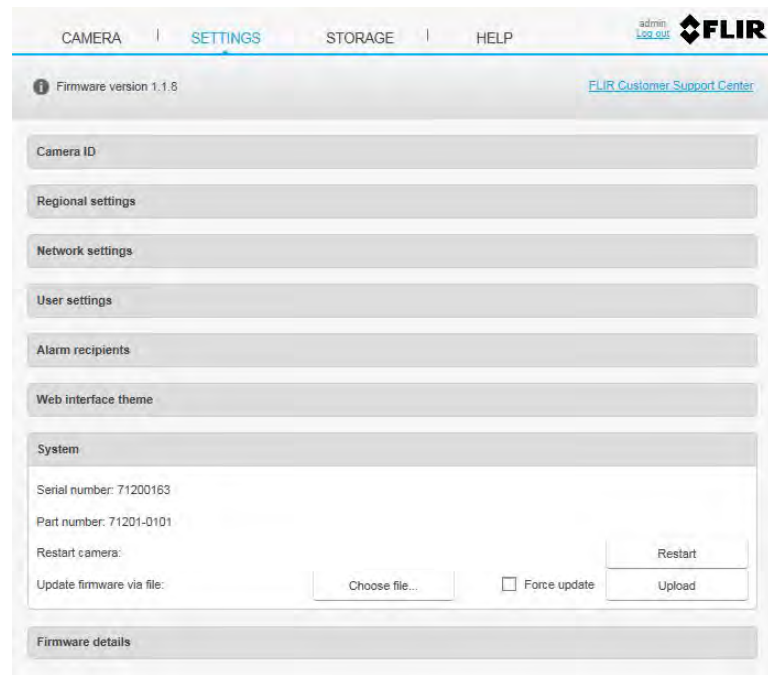 CAMERA | SETTINGS STORAGE | HELP
admin
Log out
FLIR
Firmware version 1.1.8
FLIR Customer Support Center
Camera ID
Regional settings
Network settings
User settings
Alarm recipients
Web interface theme
System
Serial number: 71200163
Part number: 71201-0101
Restart camera: Restart
Update firmware via file: Choose file... Force update Upload
Firmware details